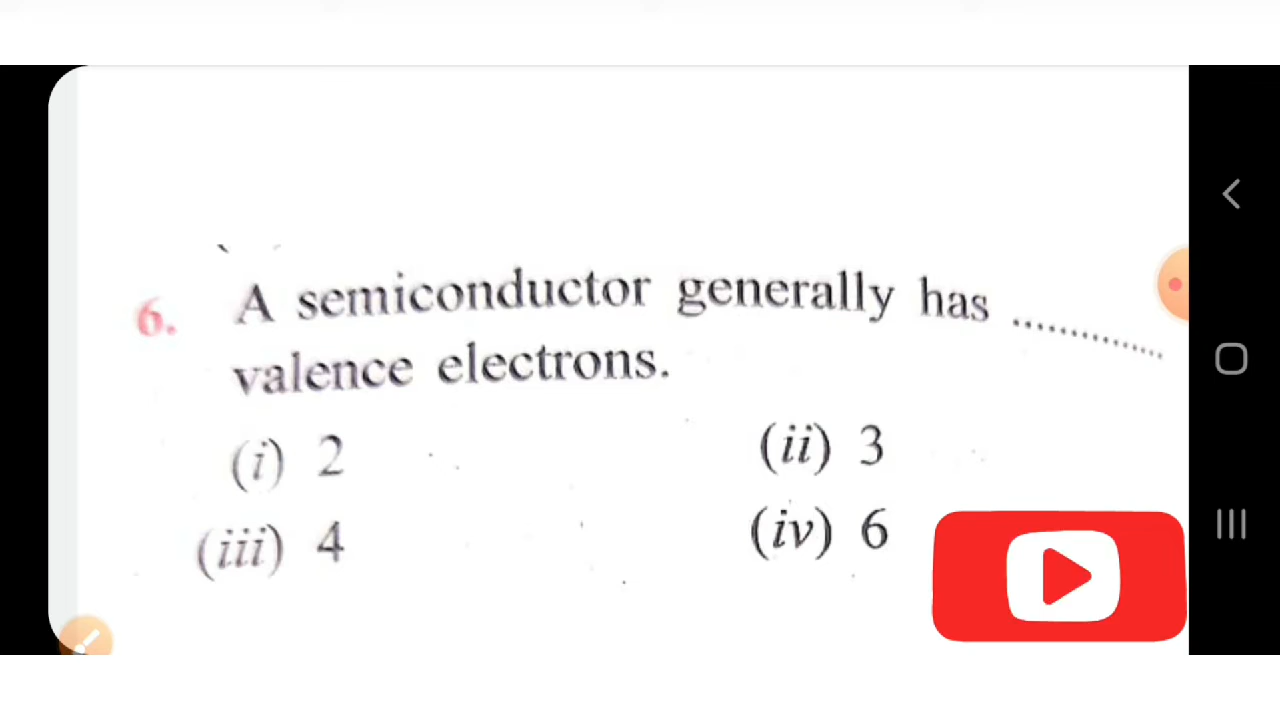 6. A semiconductor generally has ...............
valence electrons.
(i) 2 (ii) 3
(iii) 4 (iv) 6